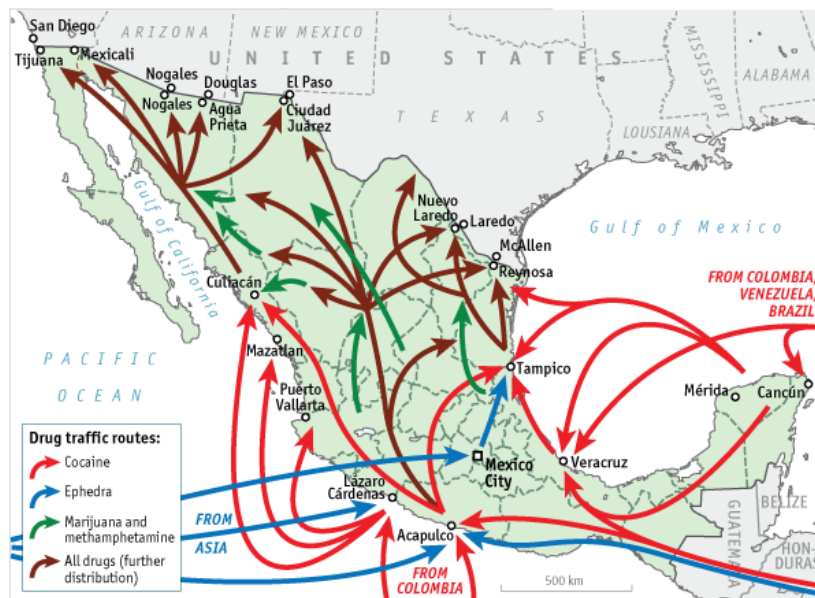 San Diego
ARIZONA
NEW MEXICO
MISSISSIPPI
ALABAMA
Tijuana
Mexicali
UNITED STATES
Nogales
Nogales
Douglas
Agua
Prieta
El Paso
Ciudad
Juárez
TEXAS
LOUSIANA
Gulf of California
Nuevo
Laredo
Laredo
Gulf of Mexico
McAllen
Reynosa
Culiacán
FROM COLOMBIA,
VENEZUELA,
BRAZIL
PACIFIC
OCEAN
Mazatlan
Tampico
Puerto
Vallarta
Mérida
Cancún
Drug traffic routes:
Cocaine
Ephedra
Marijuana and
methamphetamine
All drugs (further
distribution)
Mexico
City
Veracruz
Lázaro
Cárdenas
FROM
ASIA
Acapulco
FROM
COLOMBIA
500 km
GUATEMALA
BELIZE
HON-
DURAS